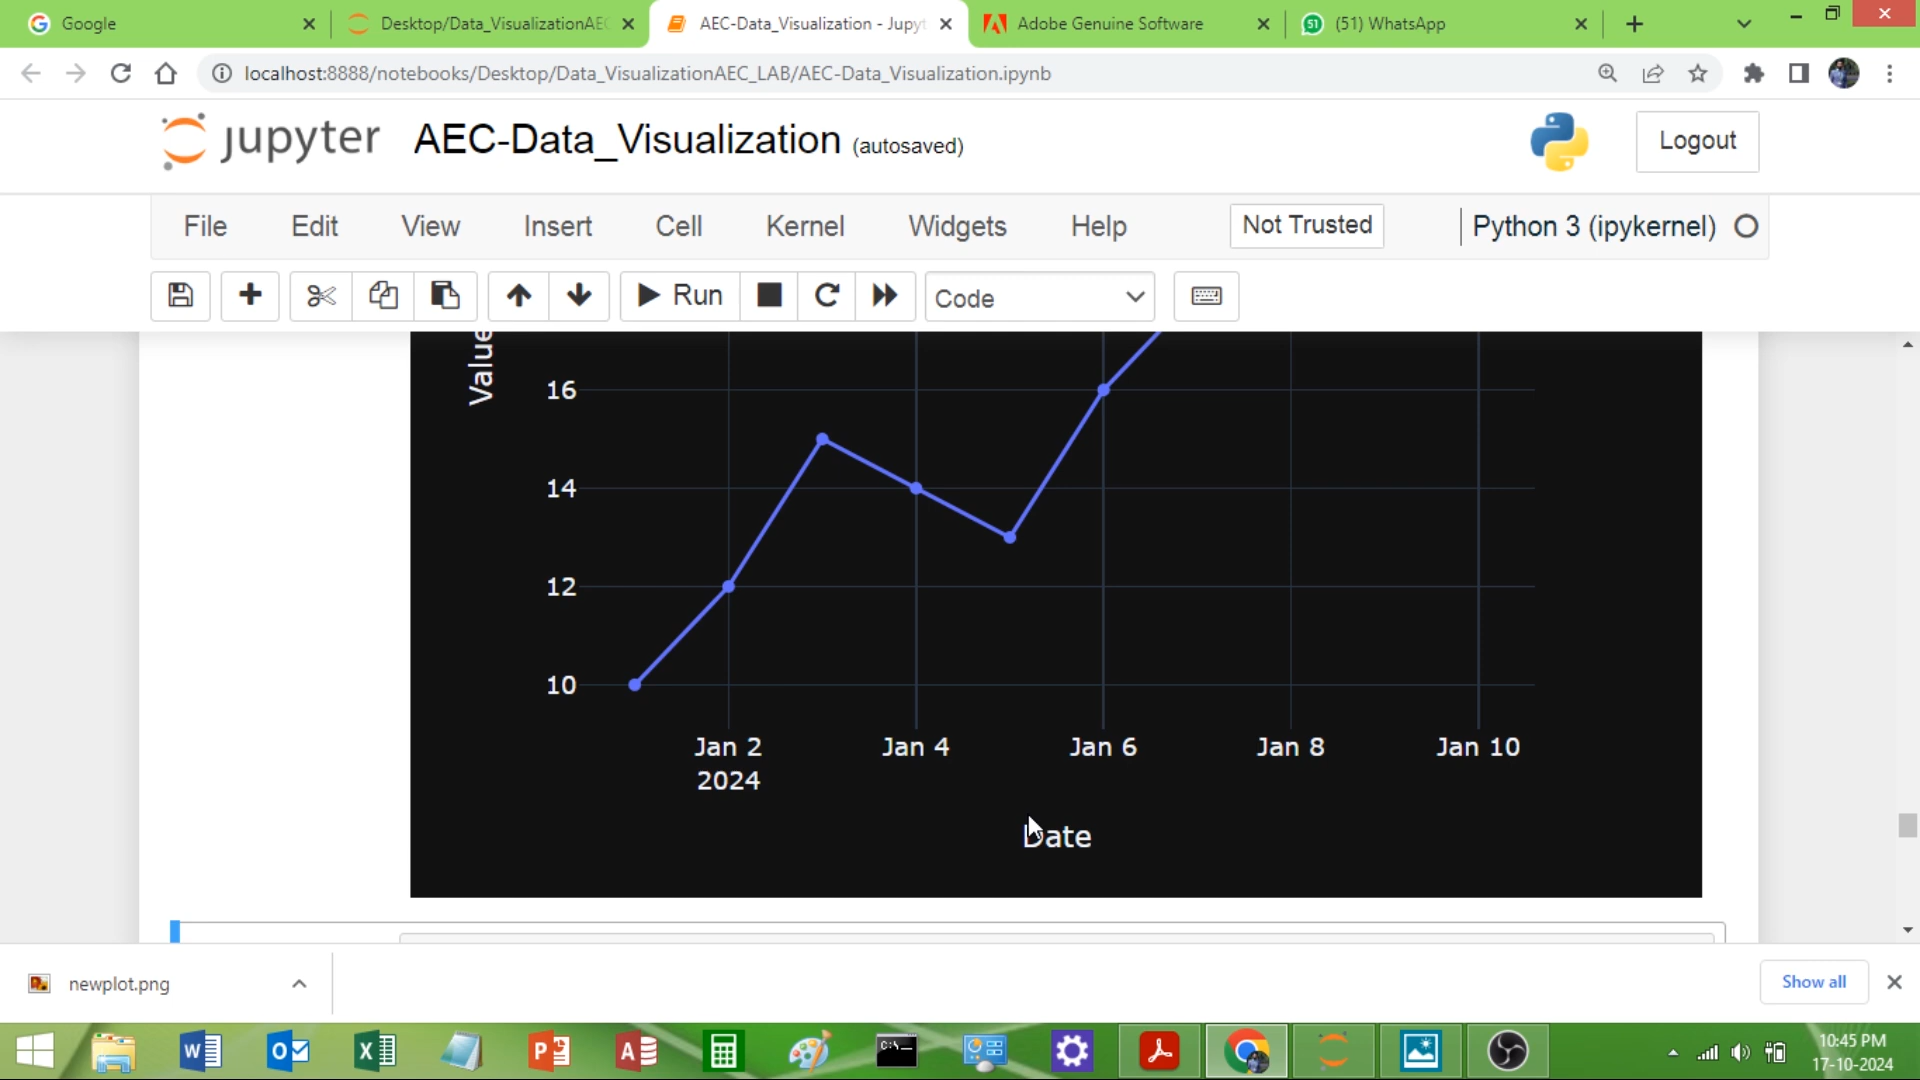 Google
Desktop/Data_VisualizationAEC
AEC-Data_Visualization - Jupyt
Adobe Genuine Software
(51) WhatsApp
localhost:8888/notebooks/Desktop/Data_VisualizationAEC_LAB/AEC-Data_Visualization.ipynb
jupyter AEC-Data_Visualization (autosaved)
Logout
File Edit View Insert Cell Kernel Widgets Help
Not Trusted
Python 3 (ipykernel)
Run
Code
Value
16
14
12
10
Jan 2 Jan 4 Jan 6 Jan 8 Jan 10
2024
Date
newplot.png
Show all
10:45 PM
17-10-2024